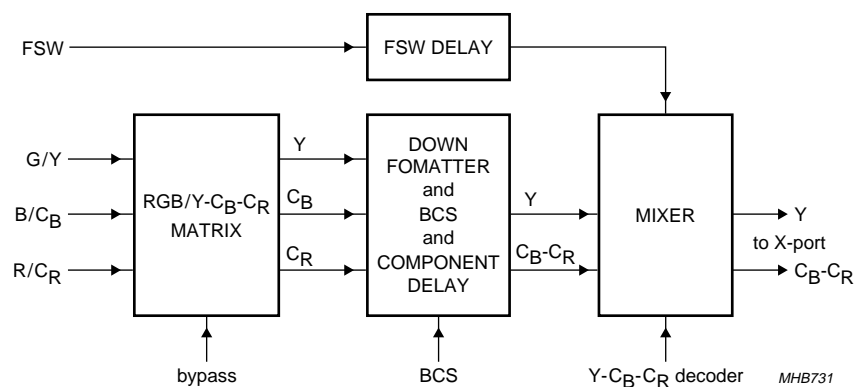 FSW
FSW DELAY
G/Y
B/CB
R/CR
RGB/Y-CB-CR
MATRIX
Y
CB
CR
DOWN
FOMATTER
and
BCS
and
COMPONENT
DELAY
Y
CB-CR
MIXER
Y
to X-port
CB-CR
bypass
BCS
Y-CB-CR decoder
MHB731